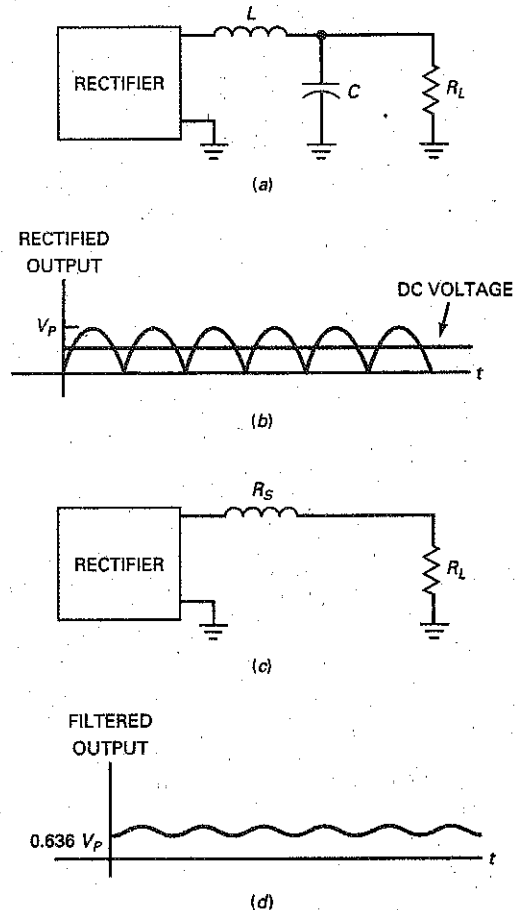 L
RECTIFIER
C
R_L
(a)
RECTIFIED
OUTPUT
DC VOLTAGE
V_P
t
(b)
R_S
RECTIFIER
R_L
(c)
FILTERED
OUTPUT
0.636 V_P
t
(d)